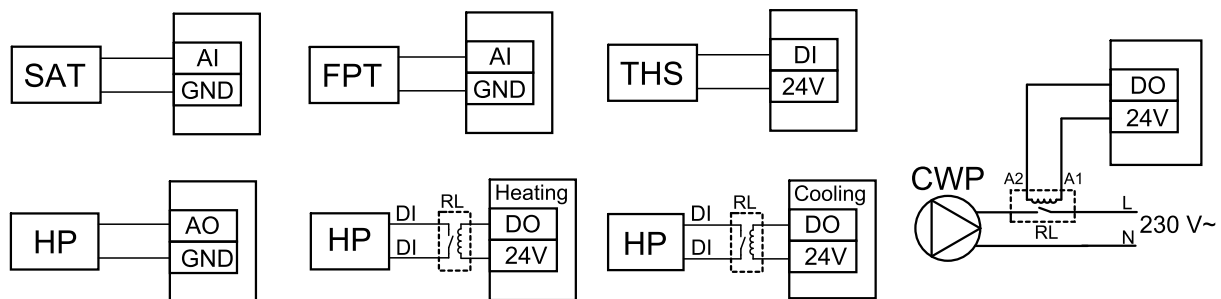 SAT
AI
GND
FPT
AI
GND
THS
DI
24V
DO
24V
CWP
A2
A1
RL
L
N
230 V~
HP
AO
GND
HP
DI
DI
RL
Heating
DO
24V
HP
DI
DI
RL
Cooling
DO
24V